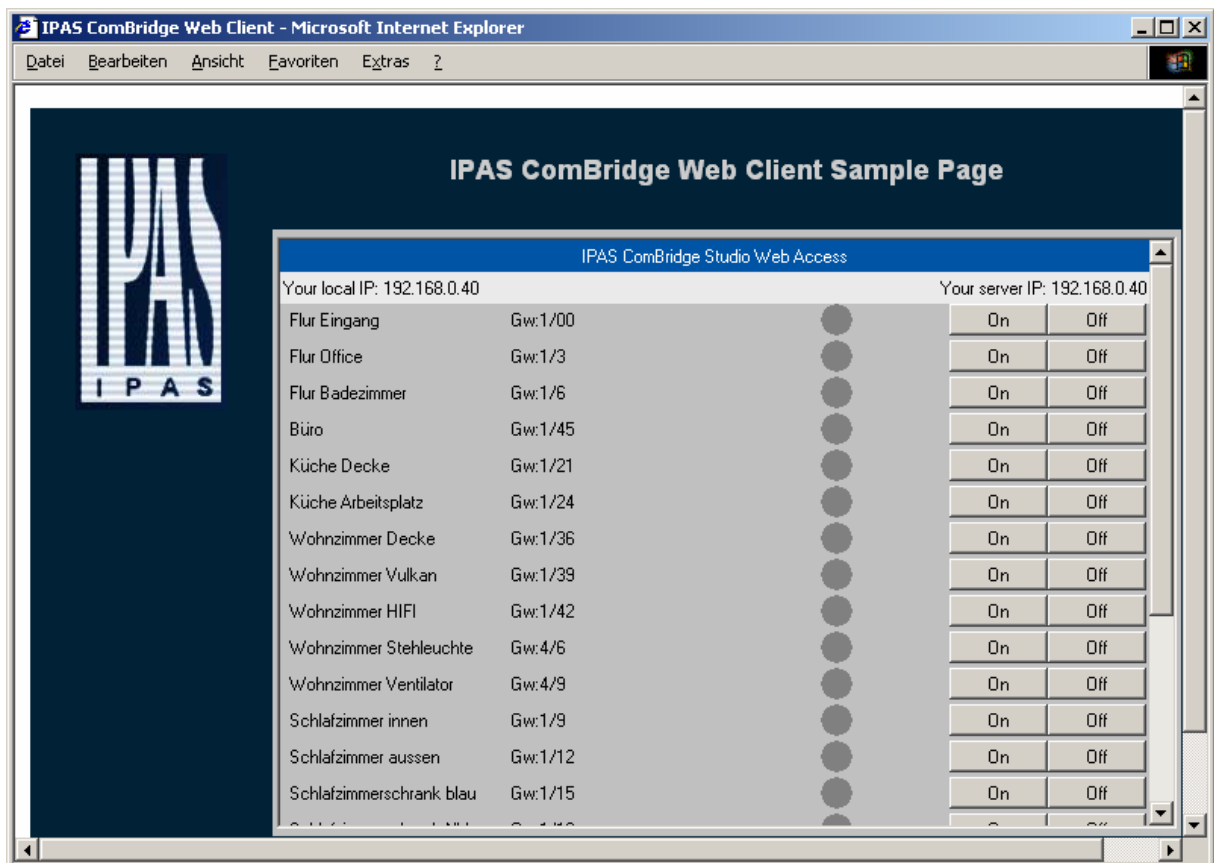 IPAS ComBridge Web Client - Microsoft Internet Explorer
Datei Bearbeiten Ansicht Favoriten Extras ?
IPAS ComBridge Web Client Sample Page
IPAS
IPAS
IPAS ComBridge Studio Web Access
Your local IP: 192.168.0.40 Your server IP: 192.168.0.40
Flur Eingang Gw:1/00 On Off
Flur Office Gw:1/3 On Off
Flur Badezimmer Gw:1/6 On Off
Büro Gw:1/45 On Off
Küche Decke Gw:1/21 On Off
Küche Arbeitsplatz Gw:1/24 On Off
Wohnzimmer Decke Gw:1/36 On Off
Wohnzimmer Vulkan Gw:1/39 On Off
Wohnzimmer HIFI Gw:1/42 On Off
Wohnzimmer Stehleuchte Gw:4/6 On Off
Wohnzimmer Ventilator Gw:4/9 On Off
Schlafzimmer innen Gw:1/9 On Off
Schlafzimmer aussen Gw:1/12 On Off
Schlafzimmerschrank blau Gw:1/15 On Off